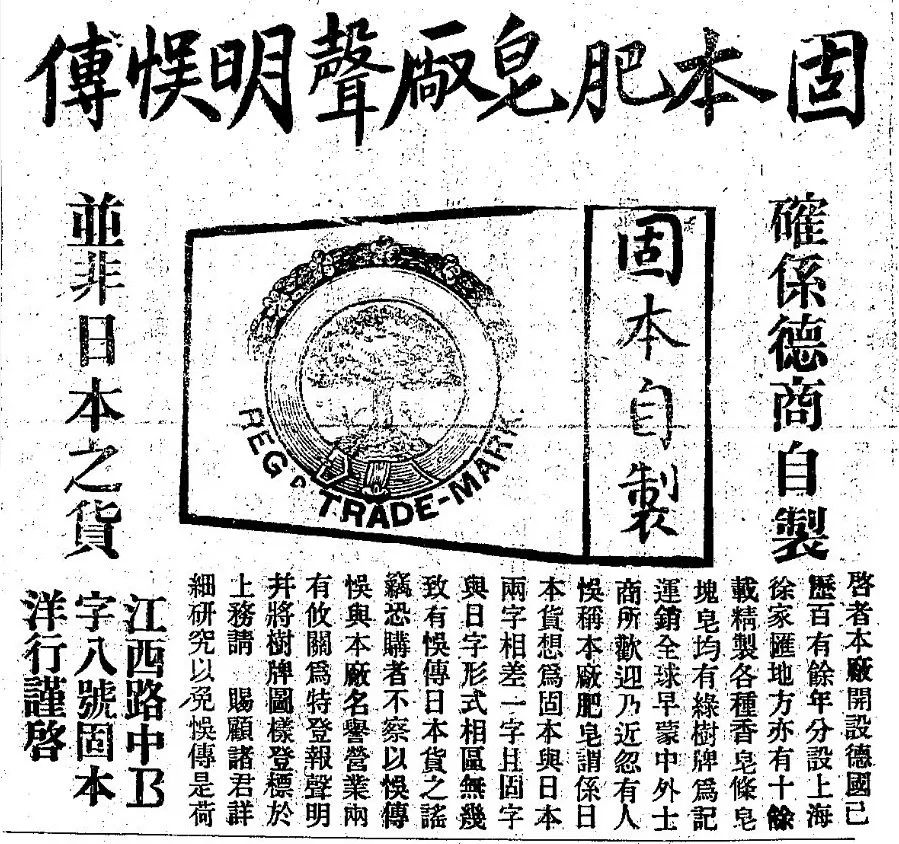 固本肥皂廠聲明悮傳
確係德商自製
固本自製
REGD TRADE-MARK
並非日本之貨
啓者本廠開設德國已
歷百有餘年分設上海
徐家匯地方亦有十餘
載精製各種香皂條皂
塊皂均有綠樹牌爲記
運銷全球早蒙中外士
商所歡迎乃近忽有人
悮稱本廠肥皂謂係日
本貨想爲固本與日本
兩字相差一字且固字
與日字形式相區無幾
致有悮傳日本貨之謠
竊恐購者不察以悮傳
悮與本廠名譽營業兩
有攸關爲特登報聲明
并將樹牌圖樣登標於
上務請 賜顧諸君詳
細研究以免悮傳是荷
江西路中B
字八號固本
洋行謹啓